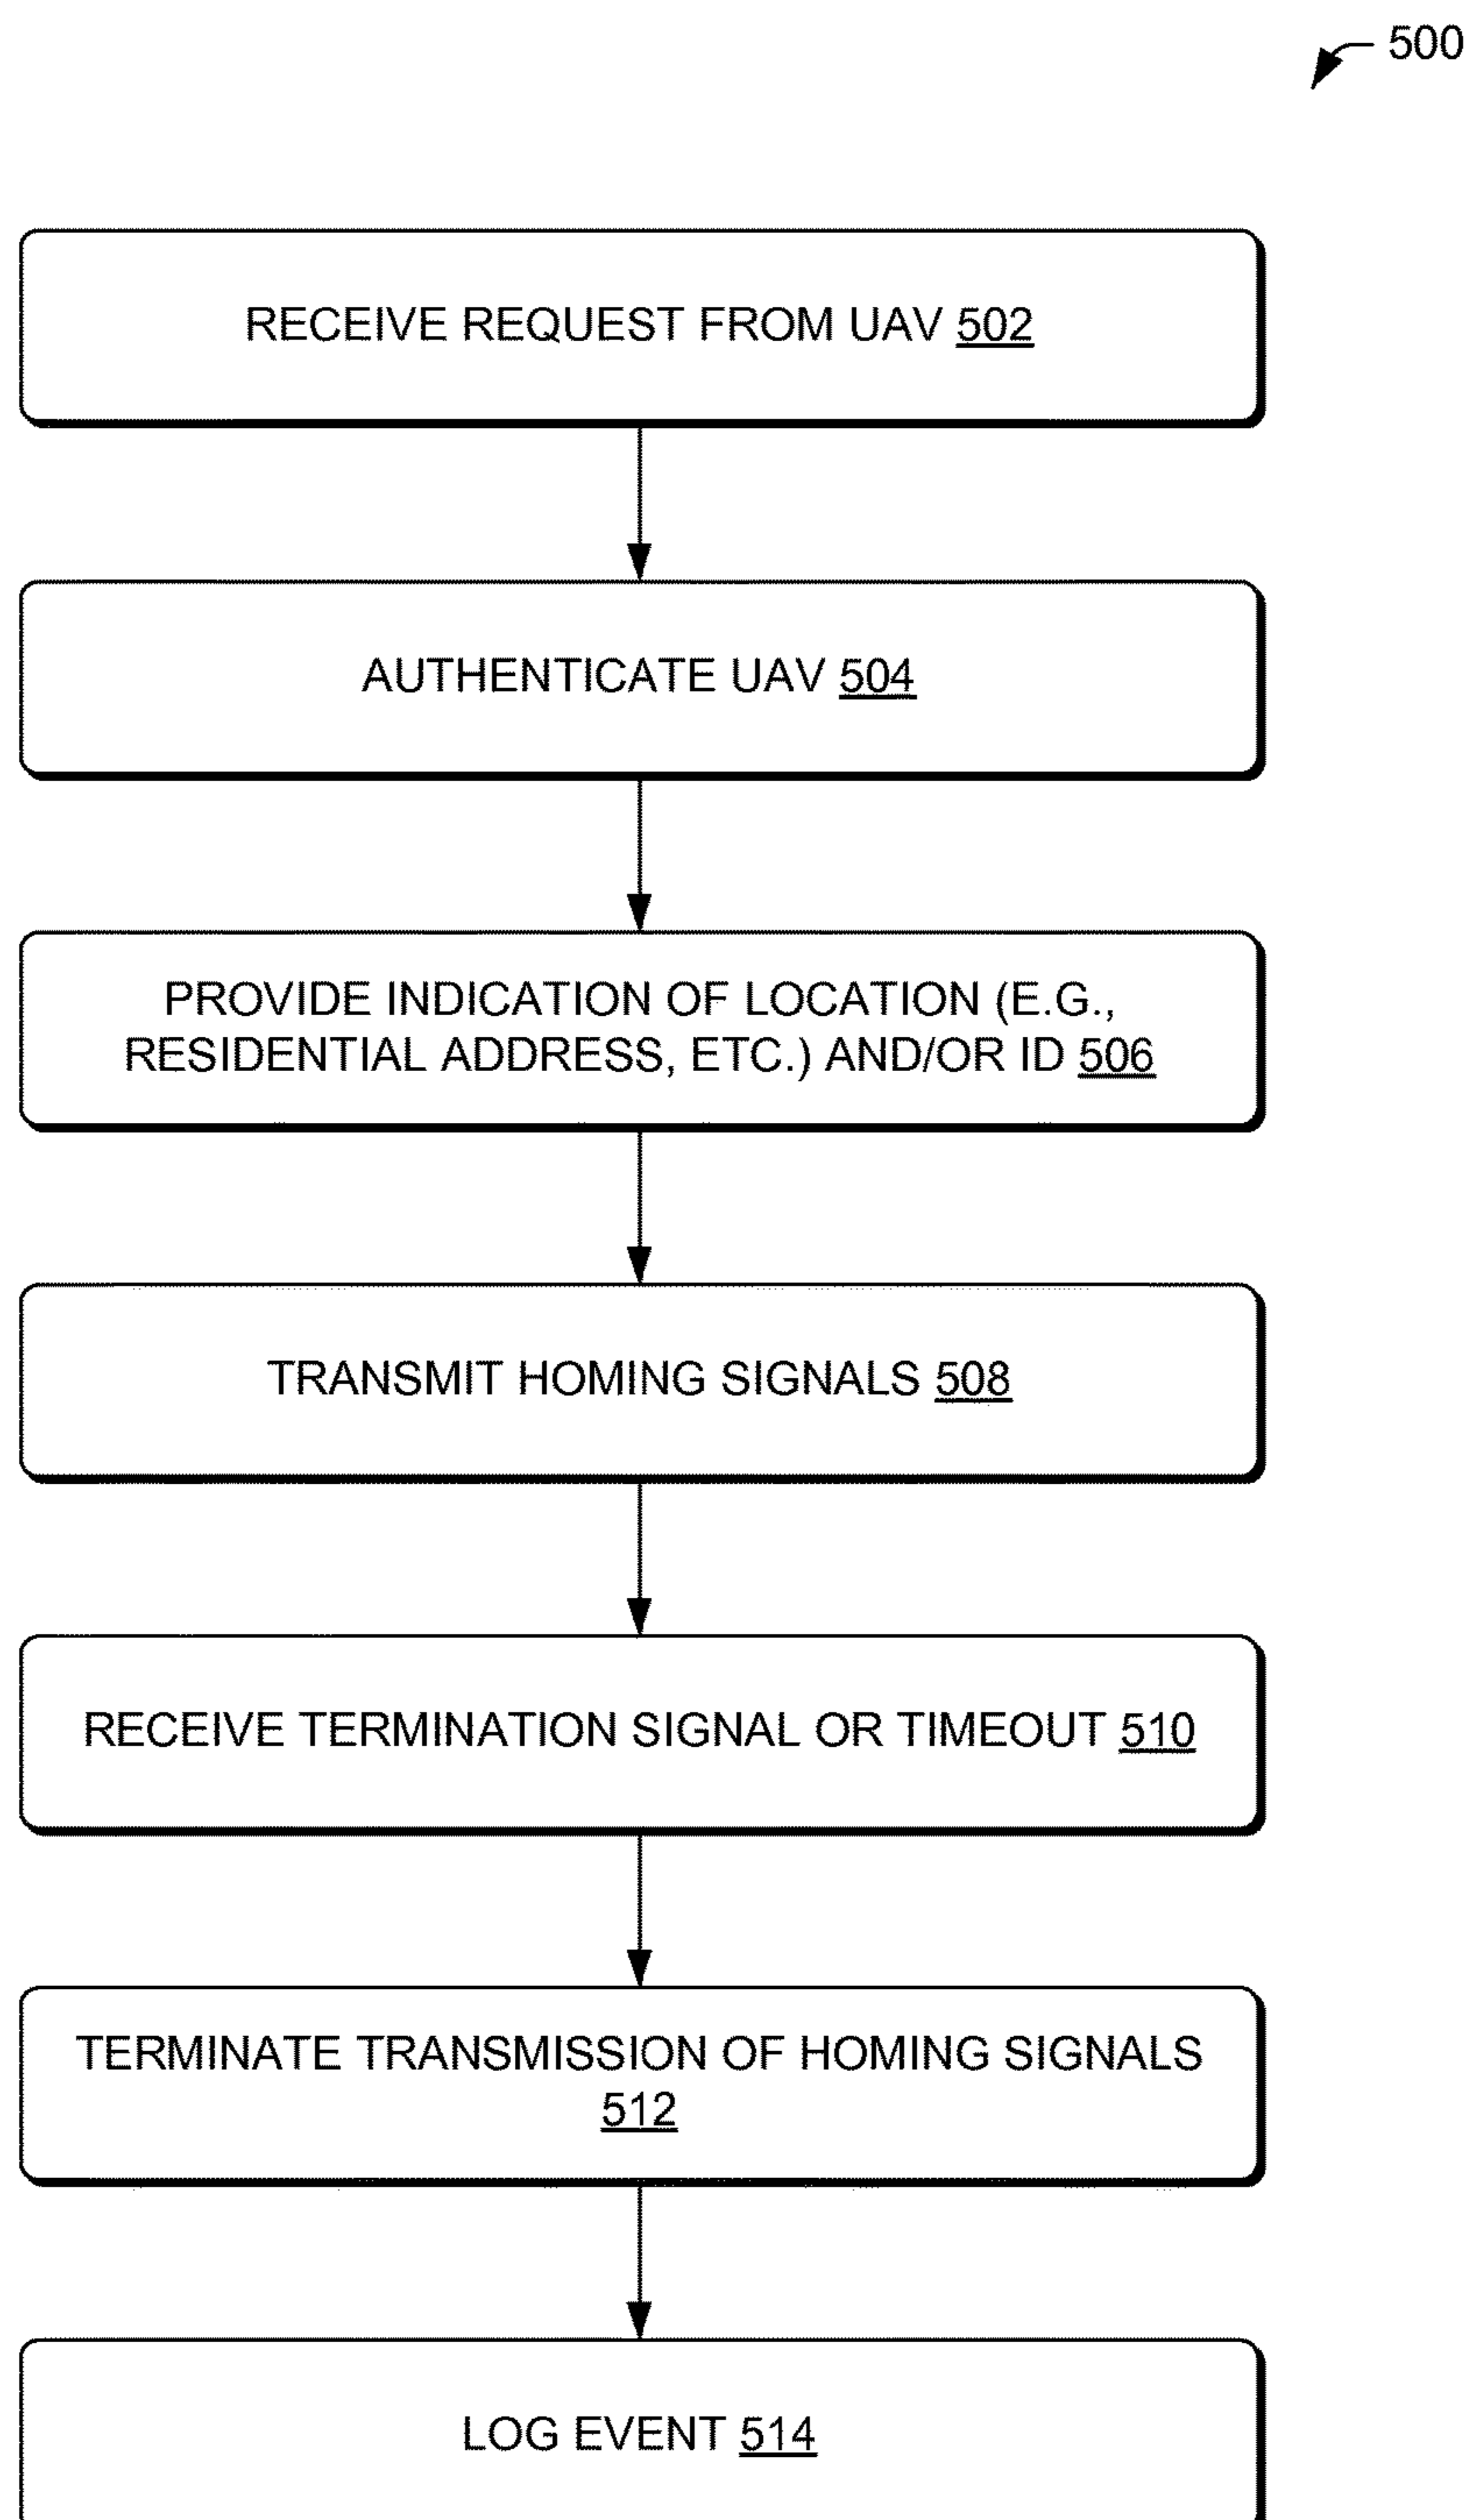 500
RECEIVE REQUEST FROM UAV 502
AUTHENTICATE UAV 504
PROVIDE INDICATION OF LOCATION (E.G.,
RESIDENTIAL ADDRESS, ETC.) AND/OR ID 506
TRANSMIT HOMING SIGNALS 508
RECEIVE TERMINATION SIGNAL OR TIMEOUT 510
TERMINATE TRANSMISSION OF HOMING SIGNALS
512
LOG EVENT 514